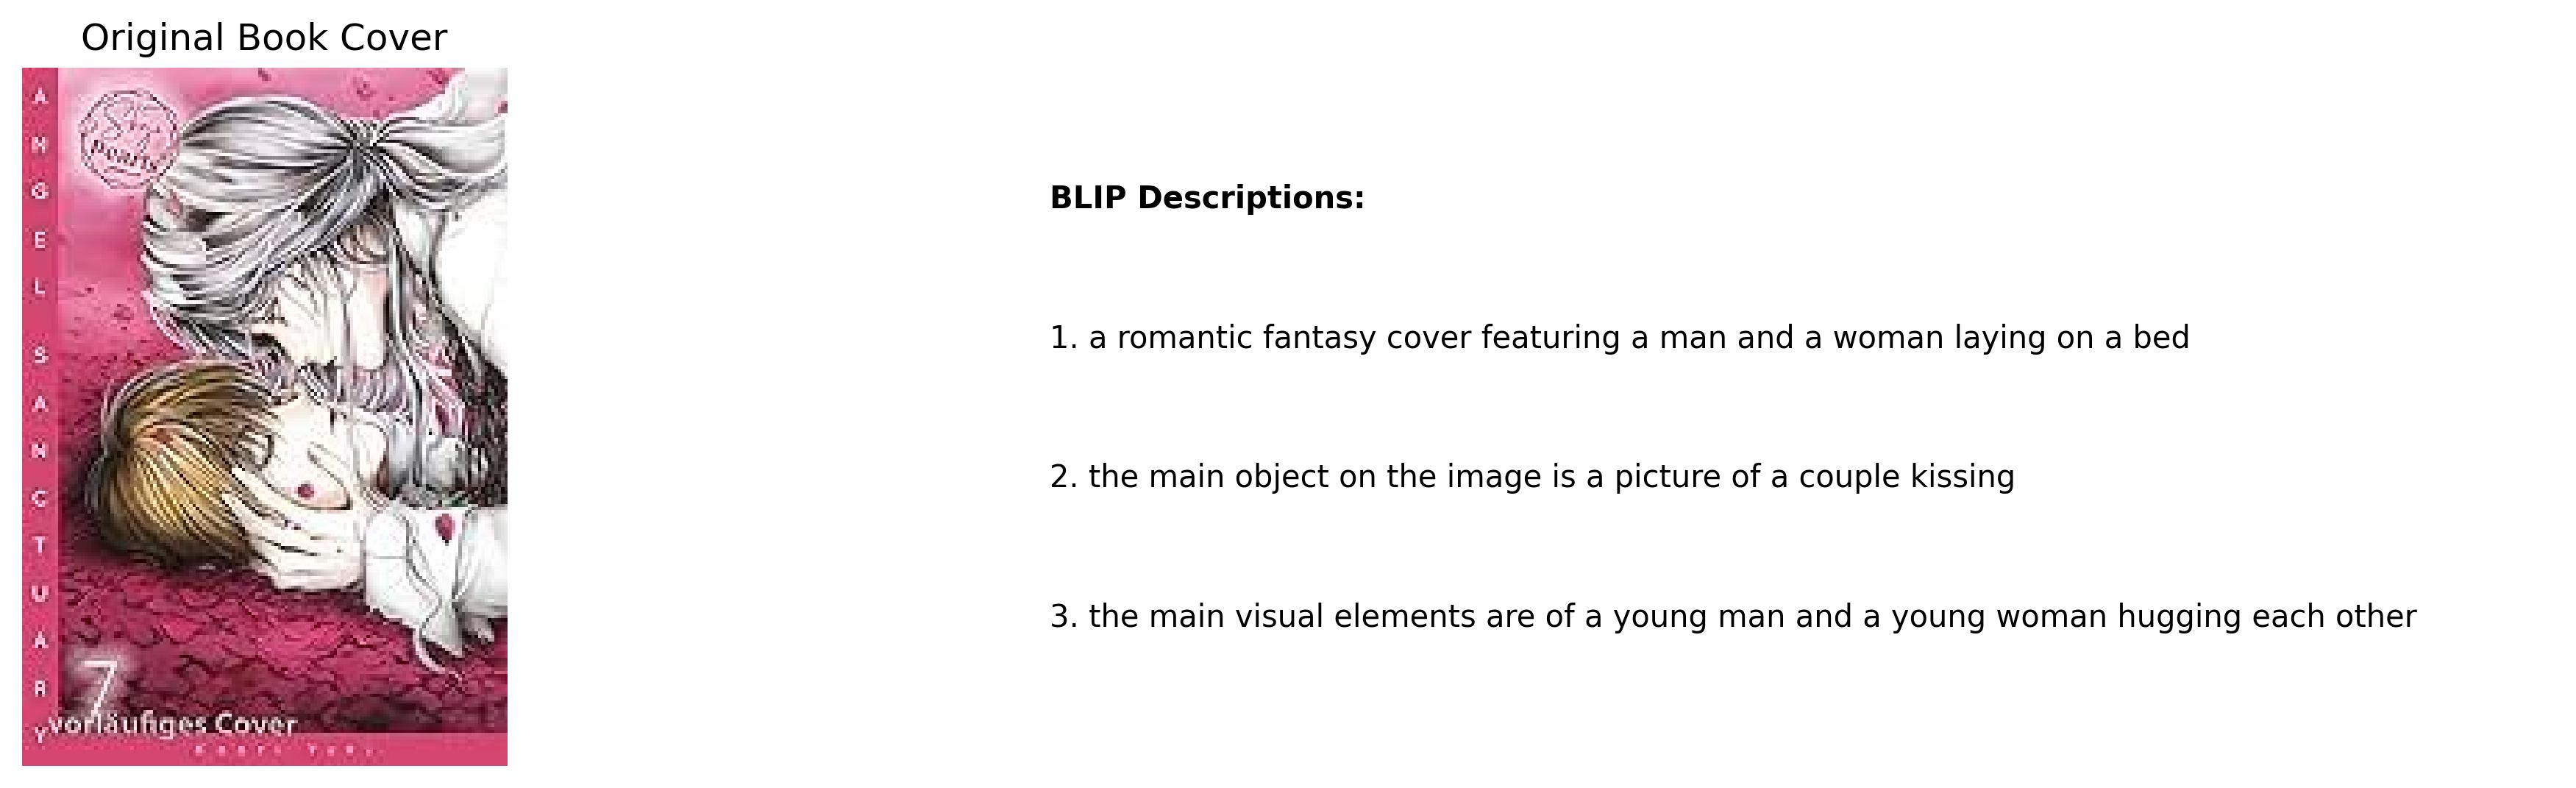 Original Book Cover
ANGEL SANCTUARY
pearls
7
vorläufiges Cover
Kaori Yuki
BLIP Descriptions:
1. a romantic fantasy cover featuring a man and a woman laying on a bed
2. the main object on the image is a picture of a couple kissing
3. the main visual elements are of a young man and a young woman hugging each other